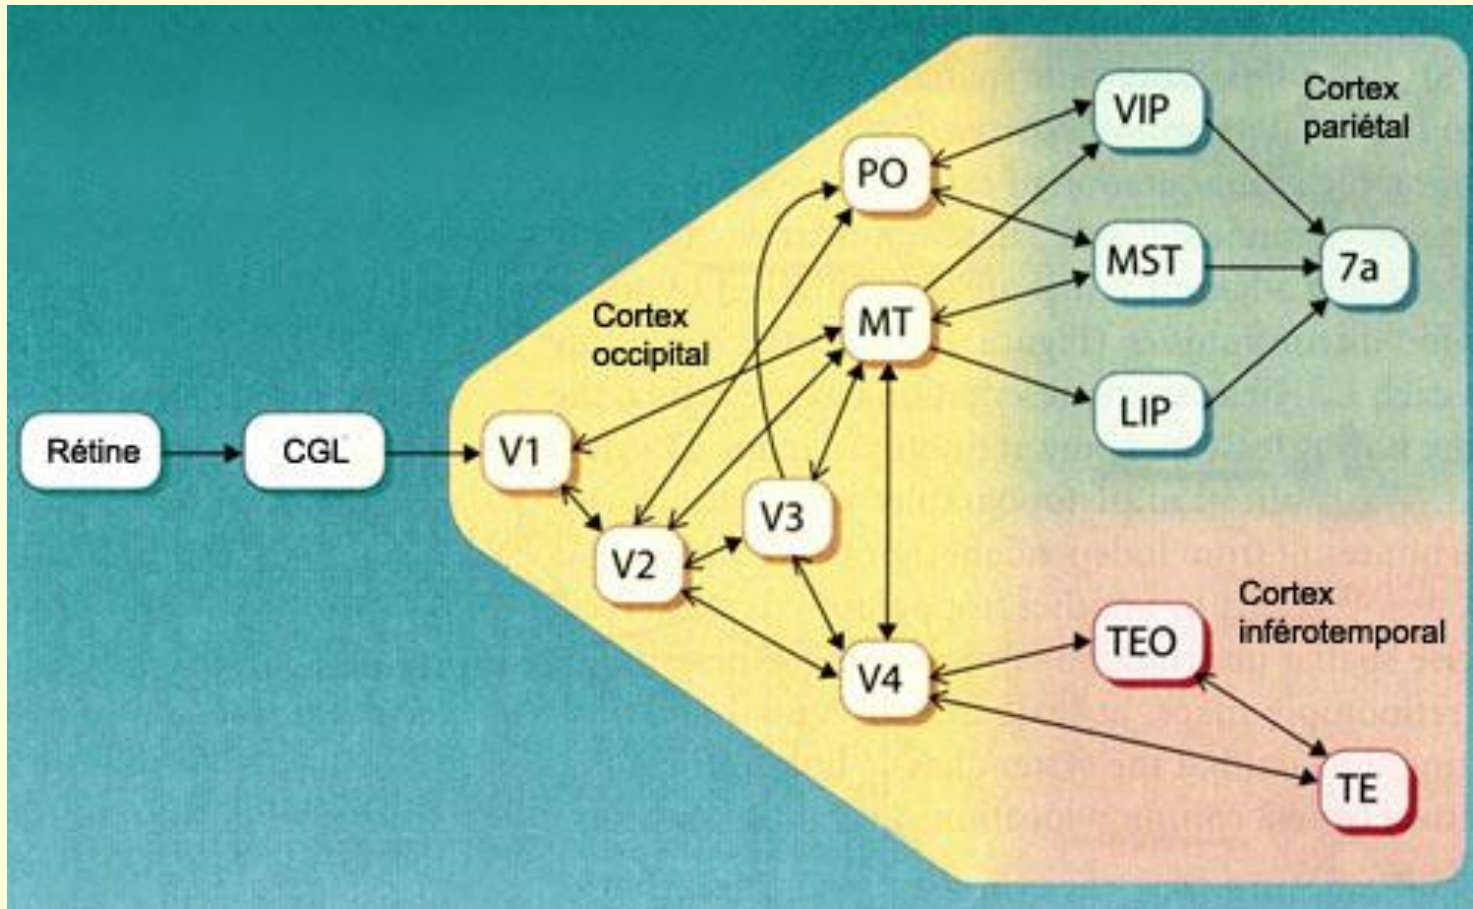 Cortex
pariétal
VIP
PO
MST
7a
Cortex
occipital
MT
LIP
Rétine
CGL
V1
V3
V2
Cortex
inférotemporal
TEO
V4
TE